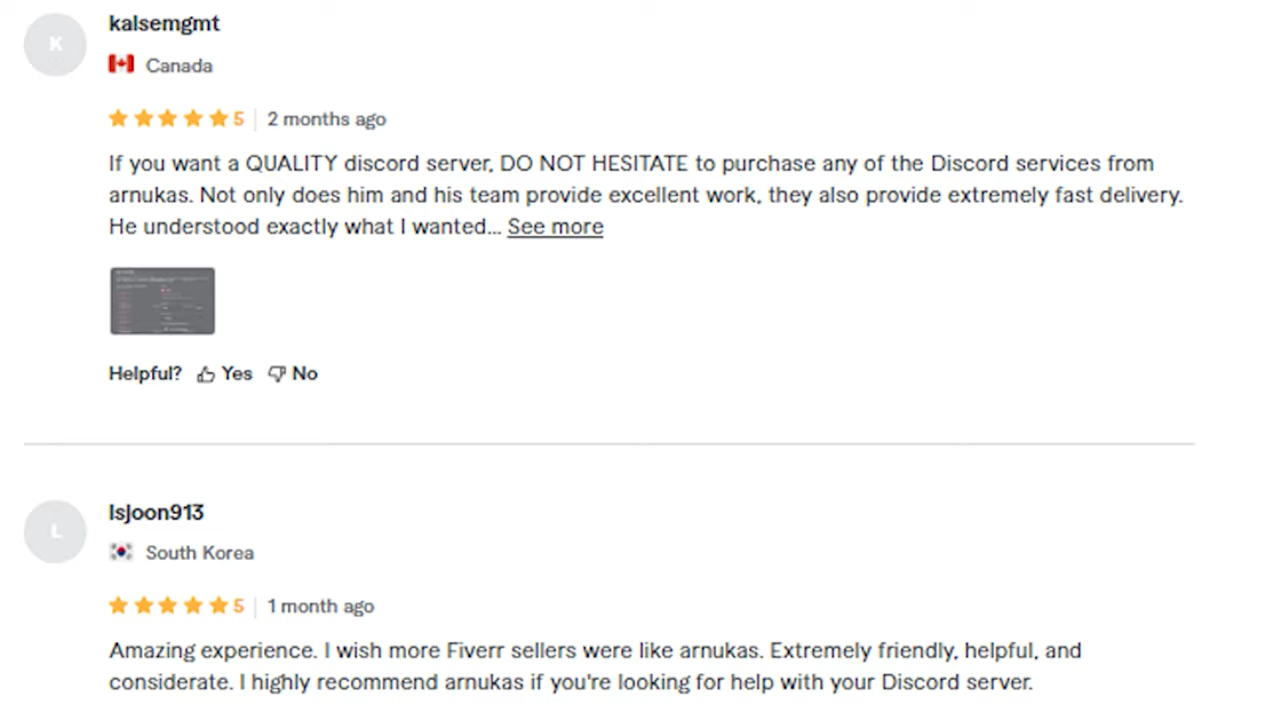 K
kalsemgmt
Canada
5 2 months ago
If you want a QUALITY discord server, DO NOT HESITATE to purchase any of the Discord services from
arnukas. Not only does him and his team provide excellent work, they also provide extremely fast delivery.
He understood exactly what I wanted... See more
Helpful? Yes No
L
lsjoon913
South Korea
5 1 month ago
Amazing experience. I wish more Fiverr sellers were like arnukas. Extremely friendly, helpful, and
considerate. I highly recommend arnukas if you're looking for help with your Discord server.